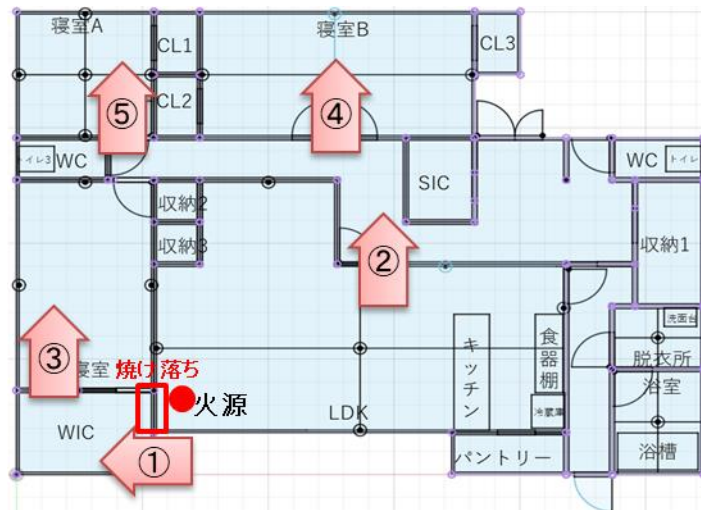 寝室A
CL1
寝室B
CL3
⑤
④
CL2
トイレ3
WC
SIC
WC
トイレ
収納2
収納3
②
収納1
洗面台
③
寝室
焼け落ち
火源
キッチン
食器棚
脱衣所
浴室
WIC
LDK
冷蔵庫
①
パントリー
浴槽